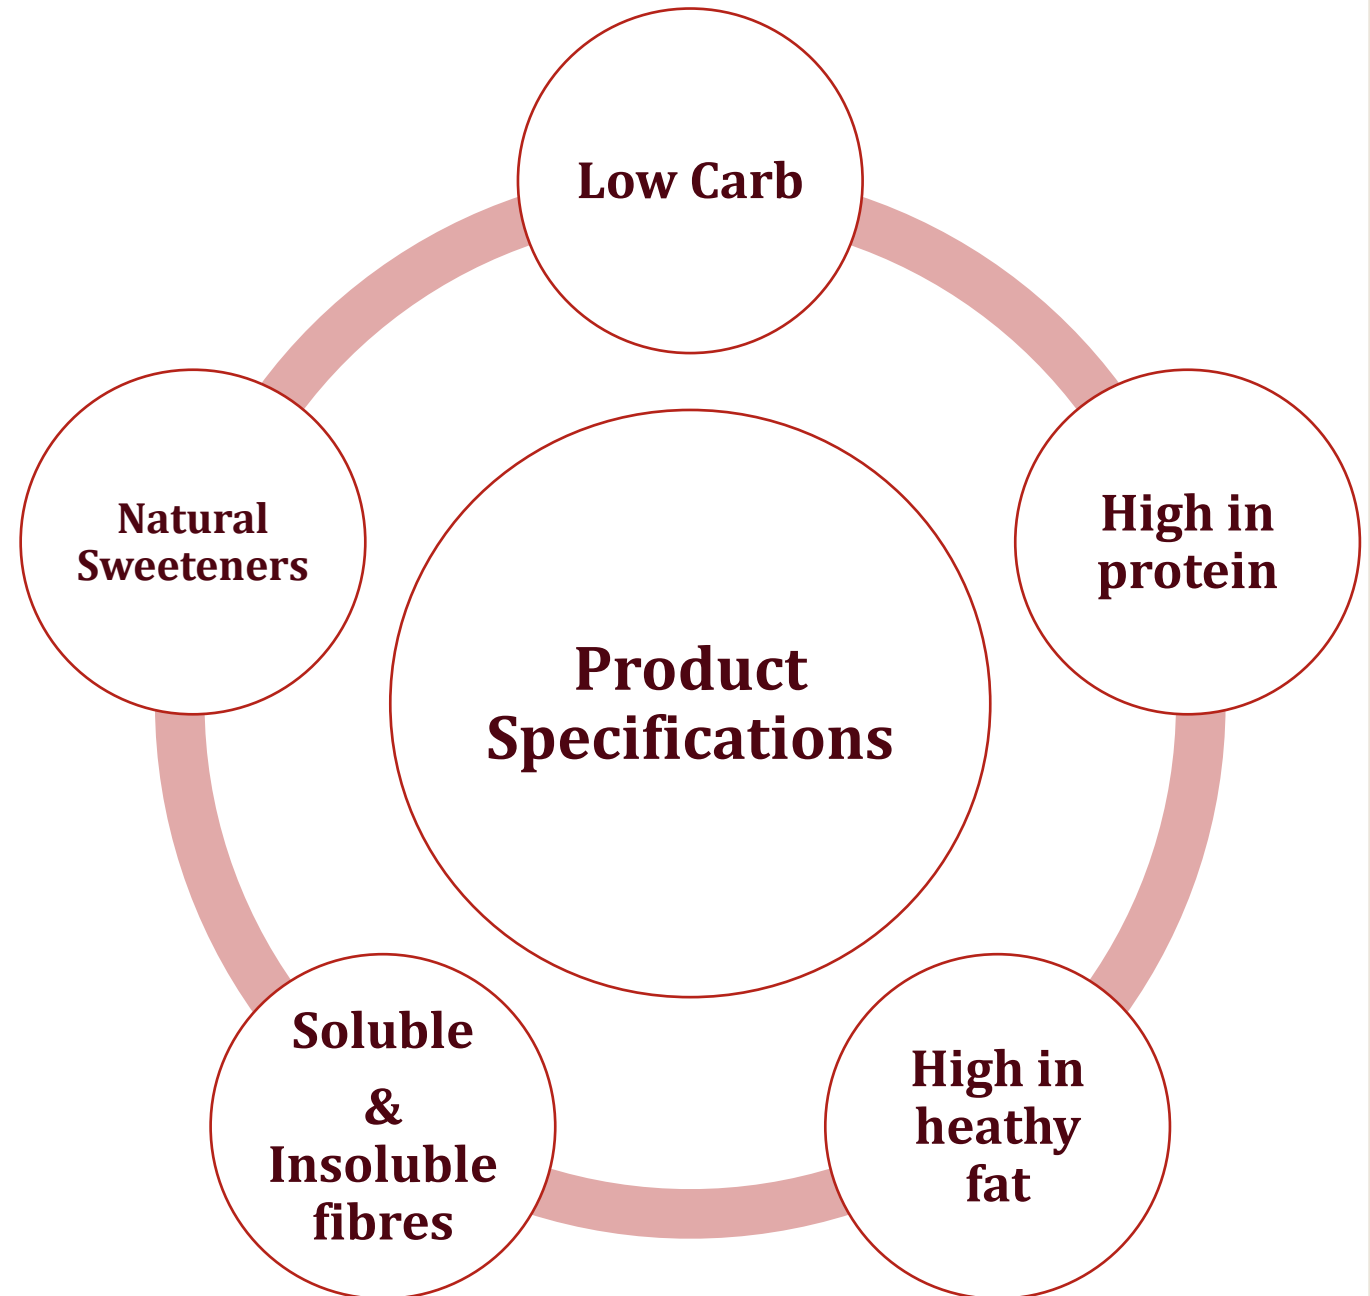 Low Carb
High in
protein
High in
heathy
fat
Soluble
&
Insoluble
fibres
Natural
Sweeteners
Product
Specifications